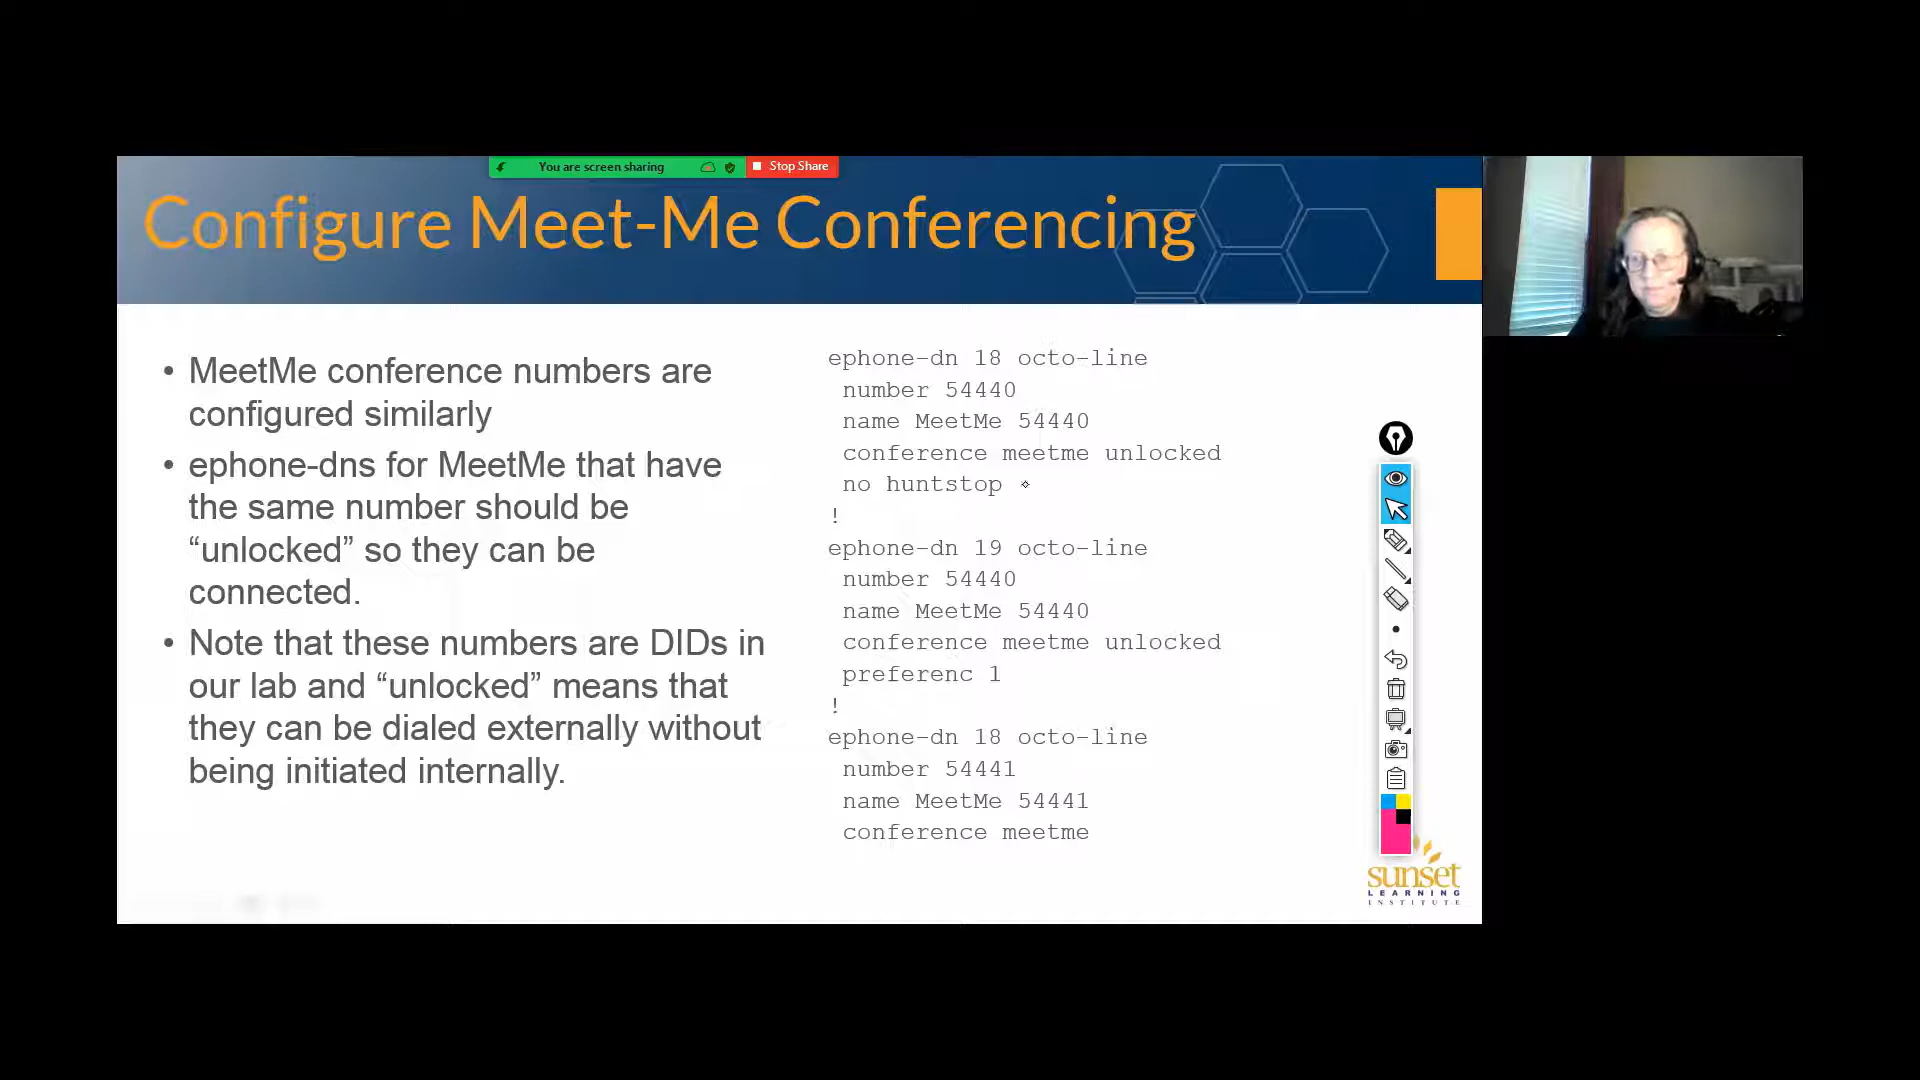 You are screen sharing
Stop Share
Configure Meet-Me Conferencing
• MeetMe conference numbers are
configured similarly
• ephone-dns for MeetMe that have
the same number should be
“unlocked” so they can be
connected.
• Note that these numbers are DIDs in
our lab and “unlocked” means that
they can be dialed externally without
being initiated internally.
ephone-dn 18 octo-line
number 54440
name MeetMe 54440
conference meetme unlocked
no huntstop
!
ephone-dn 19 octo-line
number 54440
name MeetMe 54440
conference meetme unlocked
preferenc 1
!
ephone-dn 18 octo-line
number 54441
name MeetMe 54441
conference meetme
sunset
LEARNING
INSTITUTE